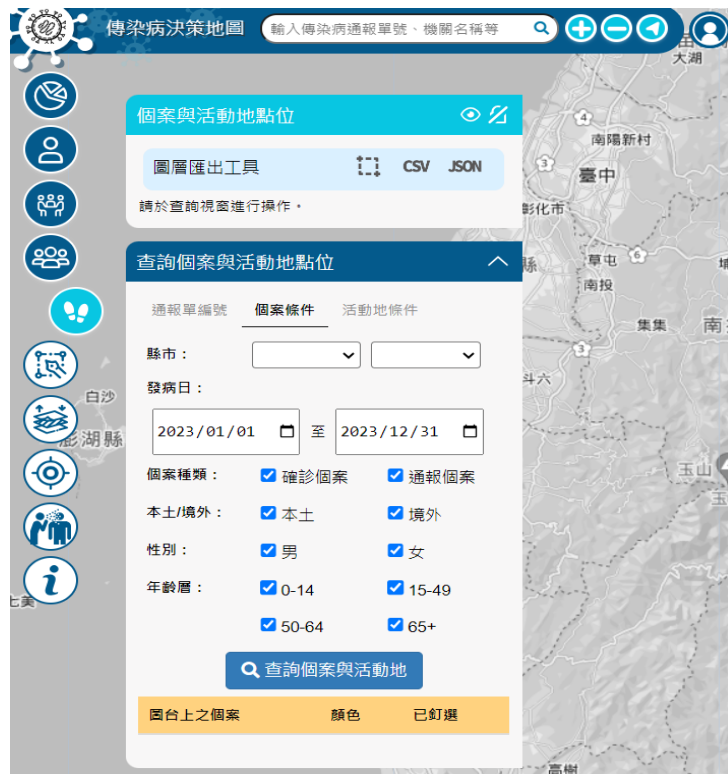 傳染病決策地圖
輸入傳染病通報單號、機關名稱等
大湖
個案與活動地點位
圖層匯出工具 CSV JSON
請於查詢視窗進行操作。
4
南陽新村
3
臺中
彰化市
查詢個案與活動地點位
縣
草屯
6
南投
通報單編號 個案條件 活動地條件
集集
南
縣市：
3
發病日：
斗六
白沙
2023/01/01 至 2023/12/31
澎湖縣
個案種類： 確診個案 通報個案
玉山
本土/境外： 本土 境外
性別： 男 女
年齡層： 0-14 15-49
50-64 65+
七美
查詢個案與活動地
圖台上之個案 顏色 已釘選
高樹